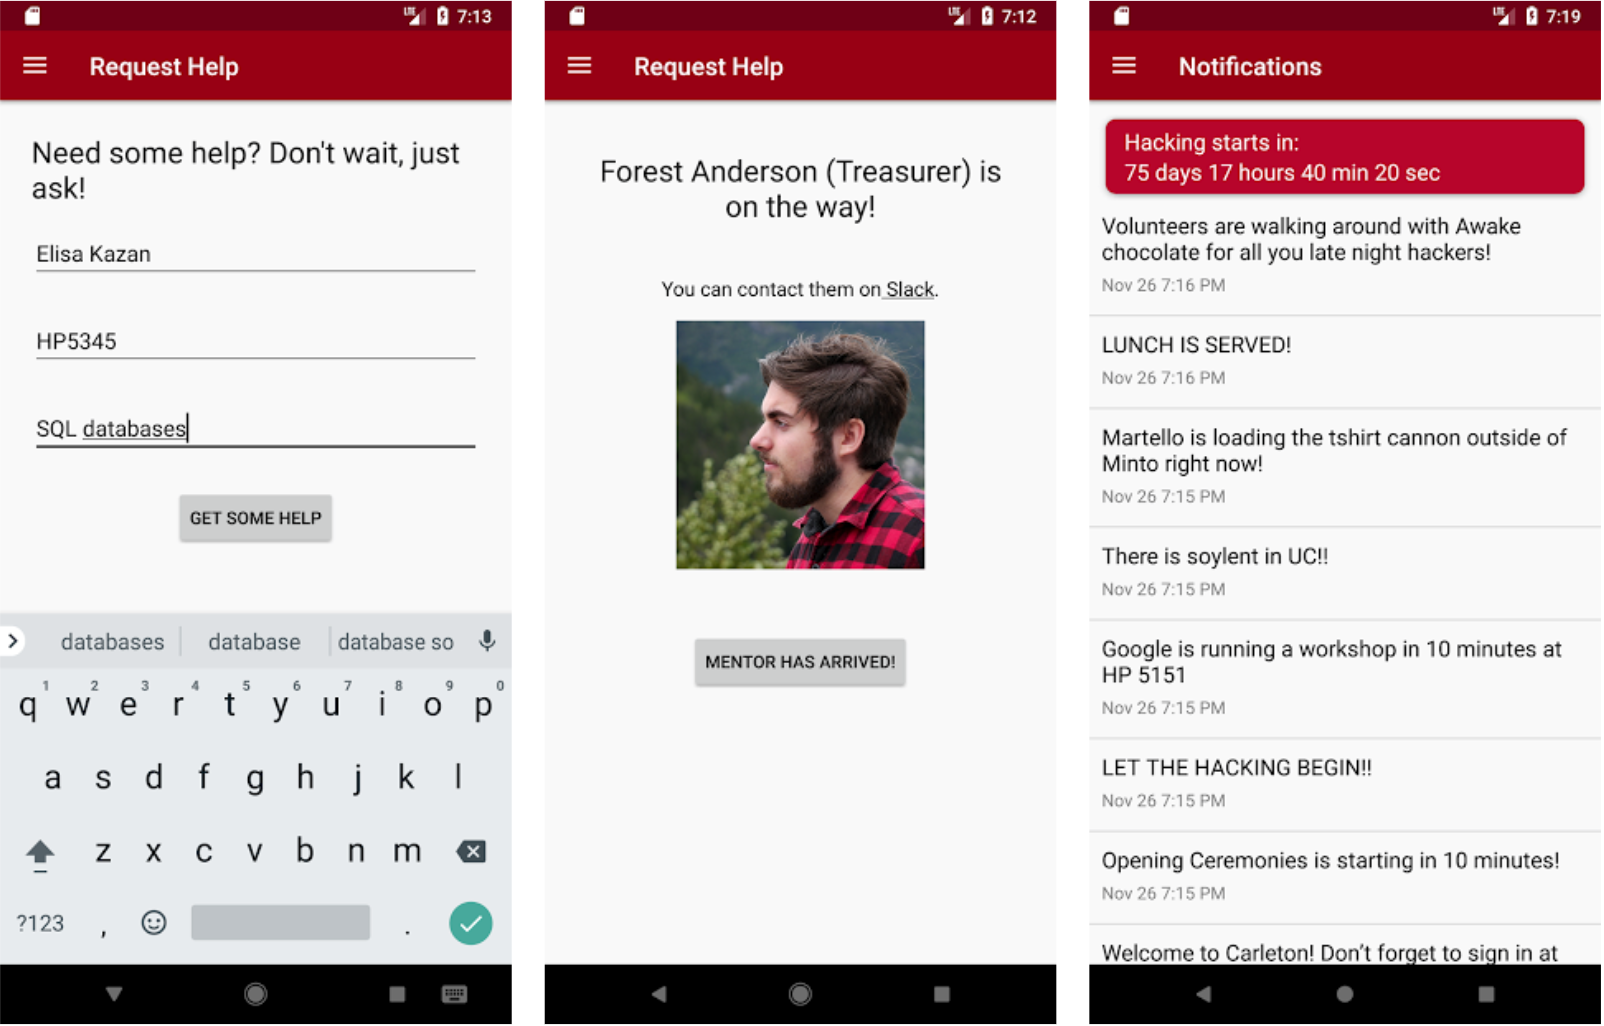 7:13
Request Help
Need some help? Don't wait, just
ask!
Elisa Kazan
HP5345
SQL databases
GET SOME HELP
databases
database
database so
1 2 3 4 5 6 7 8 9 0
q w e r t y u i o p
a s d f g h j k l
z x c v b n m
?123 , .
LTE 7:12
Request Help
Forest Anderson (Treasurer) is
on the way!
You can contact them on Slack.
MENTOR HAS ARRIVED!
LTE 7:19
Notifications
Hacking starts in:
75 days 17 hours 40 min 20 sec
Volunteers are walking around with Awake
chocolate for all you late night hackers!
Nov 26 7:16 PM
LUNCH IS SERVED!
Nov 26 7:16 PM
Martello is loading the tshirt cannon outside of
Minto right now!
Nov 26 7:15 PM
There is soylent in UC!!
Nov 26 7:15 PM
Google is running a workshop in 10 minutes at
HP 5151
Nov 26 7:15 PM
LET THE HACKING BEGIN!!
Nov 26 7:15 PM
Opening Ceremonies is starting in 10 minutes!
Nov 26 7:15 PM
Welcome to Carleton! Don't forget to sign in at